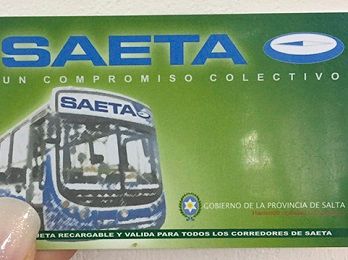 SAETA
UN COMPROMISO COLECTIVO
SAETA
GOBIERNO DE LA PROVINCIA DE SALTA
RECARGABLE Y VALIDA PARA TODOS LOS CORREDORES DE SAETA